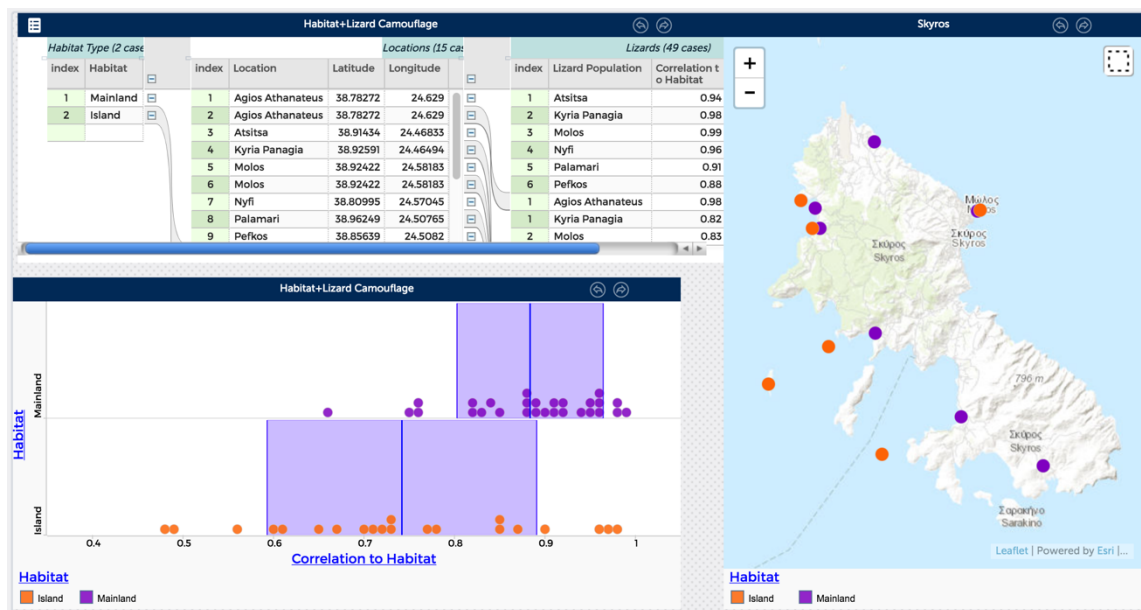 Habitat+Lizard Camouflage
Habitat Type (2 case
Locations (15 cas
Lizards (49 cases)
index Habitat
index Location Latitude Longitude
index Lizard Population Correlation t
o Habitat
1 Mainland 1 Agios Athanateus 38.78272 24.629 1 Atsitsa 0.94
2 Island 2 Agios Athanateus 38.78272 24.629 2 Kyria Panagia 0.98
3 Atsitsa 38.91434 24.46833 3 Molos 0.99
4 Kyria Panagia 38.92591 24.46494 4 Nyfi 0.96
5 Molos 38.92422 24.58183 5 Palamari 0.91
6 Molos 38.92422 24.58183 6 Pefkos 0.88
7 Nyfi 38.80995 24.57045 1 Agios Athanateus 0.98
8 Palamari 38.96249 24.50765 1 Kyria Panagia 0.82
9 Pefkos 38.85639 24.5082 2 Molos 0.83
Habitat+Lizard Camouflage
Habitat
Mainland
Island
0.4 0.5 0.6 0.7 0.8 0.9 1
Correlation to Habitat
Habitat
Island Mainland
Skyros
+
−
Μώλος
Σκύρος
Skyros
Σκύρος
Skyros
796 m
Σκύρος
Skyros
Σαρακήνο
Sarakino
Leaflet | Powered by Esri |...
Habitat
Island Mainland